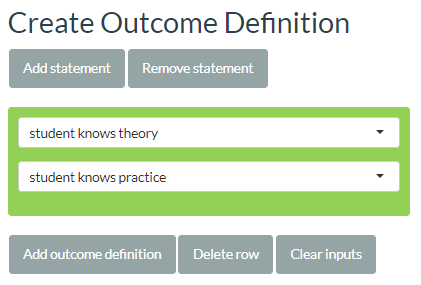 Create Outcome Definition
Add statement Remove statement
student knows theory
student knows practice
Add outcome definition Delete row Clear inputs